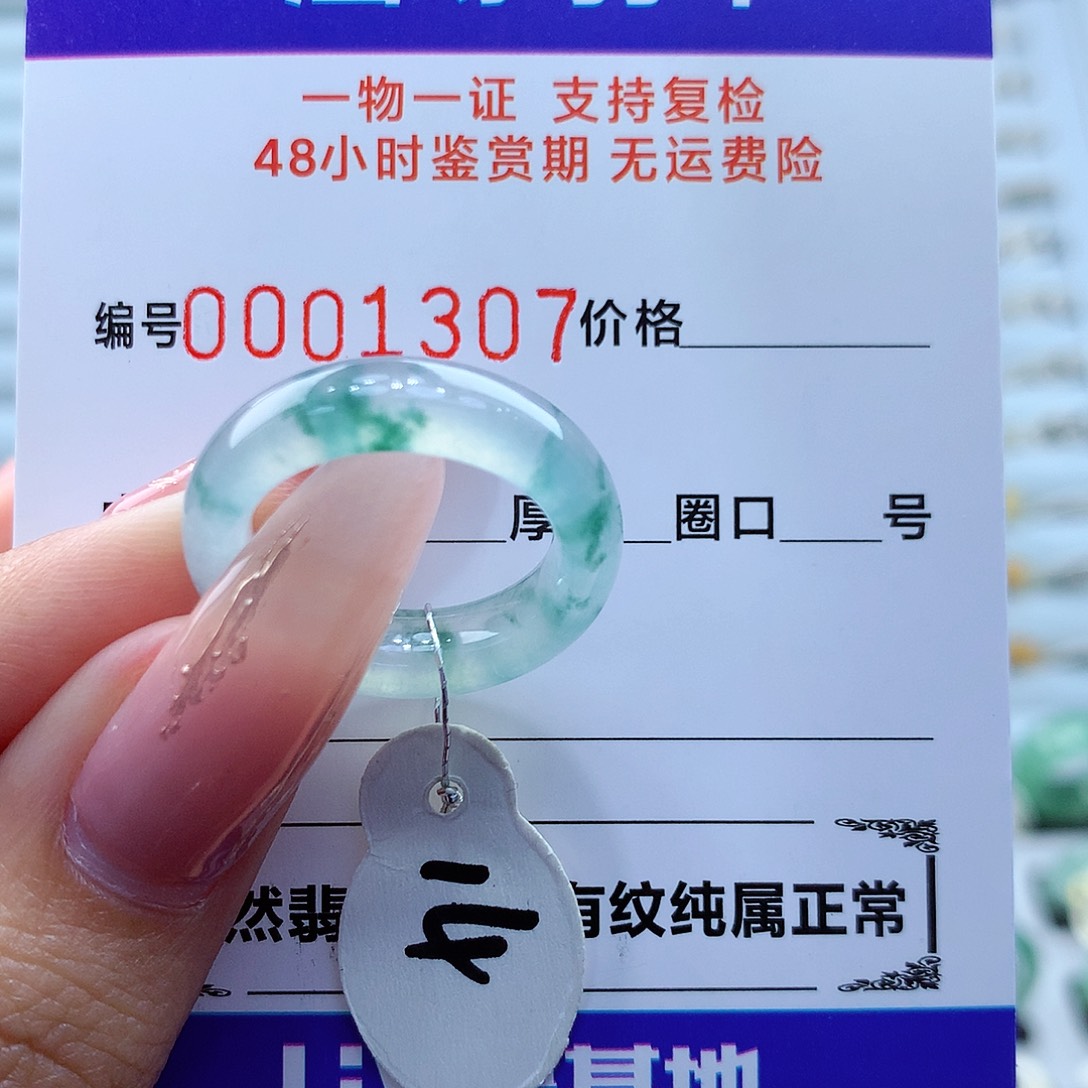 一物一证 支持复检
48小时鉴赏期 无运费险
编号0001307价格
厚 圈口 号
然翡 有纹纯属正常
基地